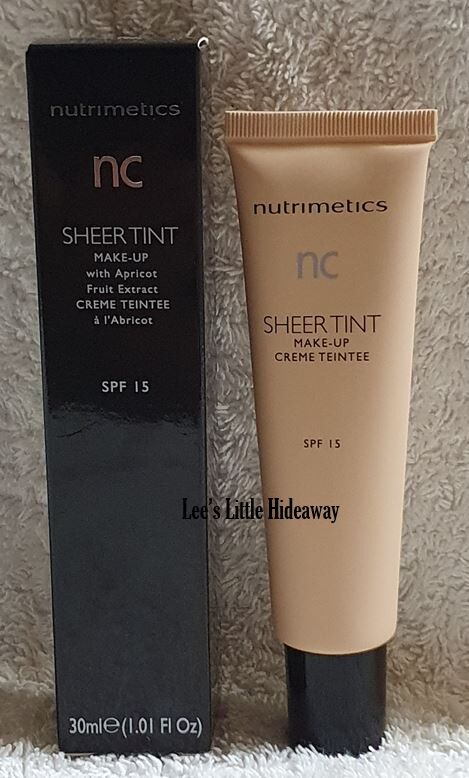 nutrimetics
nc
SHEER TINT
MAKE-UP
with Apricot
Fruit Extract
CREME TEINTEE
à l'Abricot
SPF 15
30ml℮(1.01 Fl Oz)
nutrimetics
nc
SHEER TINT
MAKE-UP
CREME TEINTEE
SPF 15
Lee's Little Hideaway